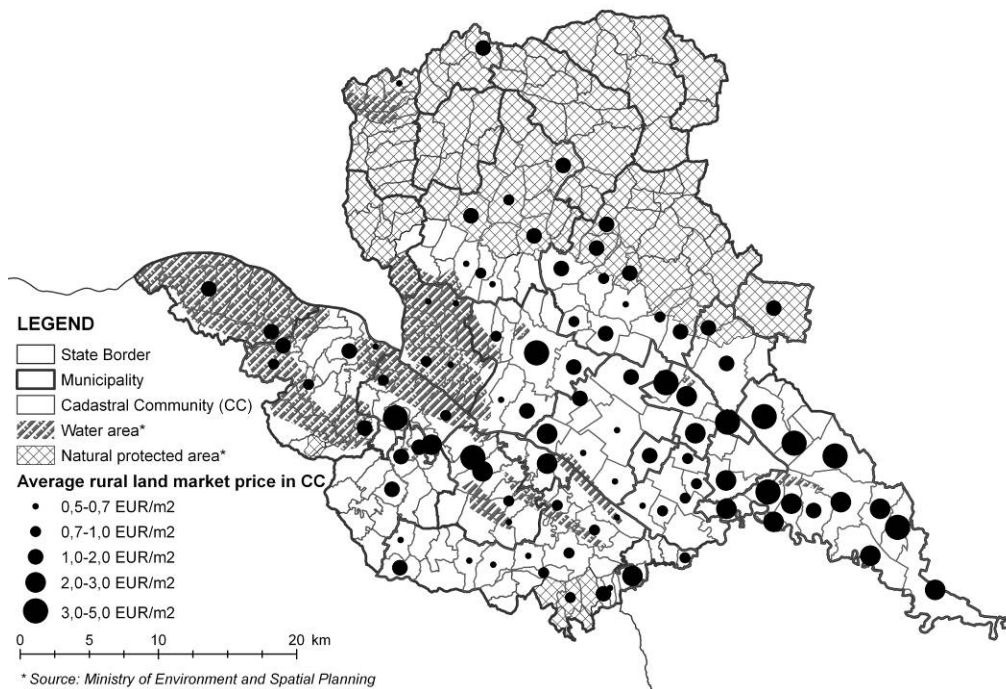 LEGEND
State Border
Municipality
Cadastral Community (CC)
Water area*
Natural protected area*
Average rural land market price in CC
0,5-0,7 EUR/m2
0,7-1,0 EUR/m2
1,0-2,0 EUR/m2
2,0-3,0 EUR/m2
3,0-5,0 EUR/m2
0 5 10 20 km
* Source: Ministry of Environment and Spatial Planning